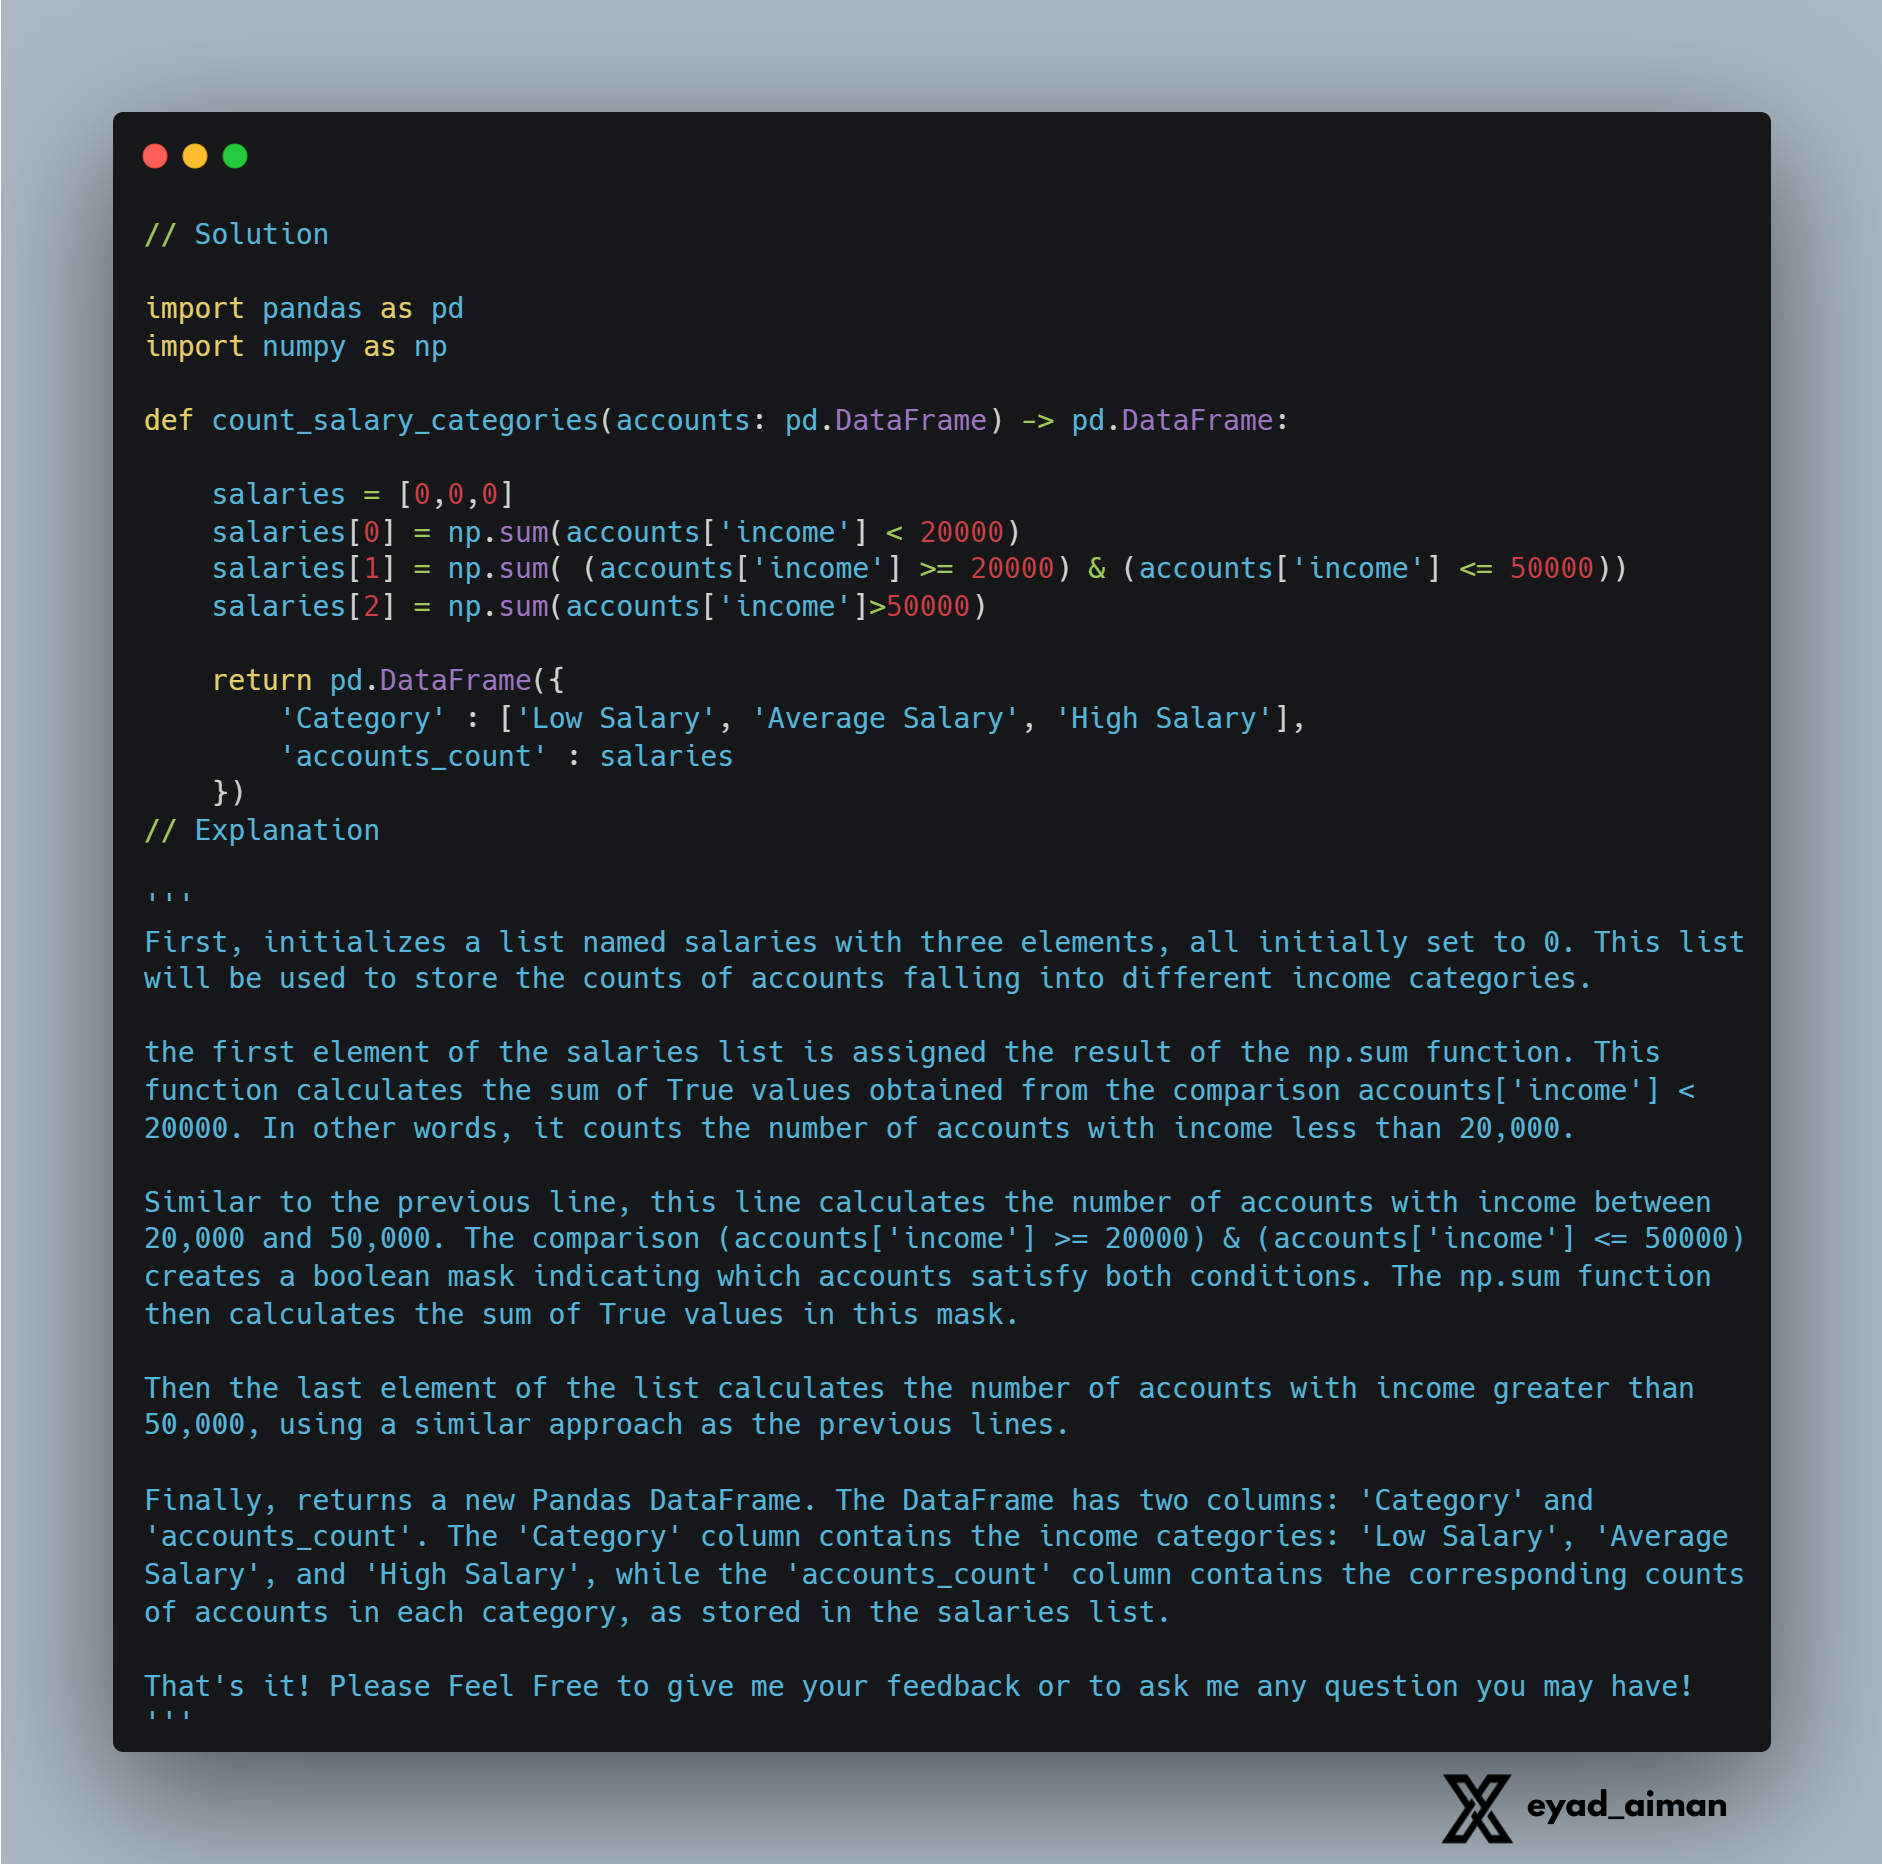 // Solution
import pandas as pd
import numpy as np
def count_salary_categories(accounts: pd.DataFrame) -> pd.DataFrame:
    salaries = [0,0,0]
    salaries[0] = np.sum(accounts['income'] < 20000)
    salaries[1] = np.sum( (accounts['income'] >= 20000) & (accounts['income'] <= 50000))
    salaries[2] = np.sum(accounts['income']>50000)
    return pd.DataFrame({
        'Category' : ['Low Salary', 'Average Salary', 'High Salary'],
        'accounts_count' : salaries
    })
// Explanation
'''
First, initializes a list named salaries with three elements, all initially set to 0. This list
will be used to store the counts of accounts falling into different income categories.
the first element of the salaries list is assigned the result of the np.sum function. This
function calculates the sum of True values obtained from the comparison accounts['income'] <
20000. In other words, it counts the number of accounts with income less than 20,000.
Similar to the previous line, this line calculates the number of accounts with income between
20,000 and 50,000. The comparison (accounts['income'] >= 20000) & (accounts['income'] <= 50000)
creates a boolean mask indicating which accounts satisfy both conditions. The np.sum function
then calculates the sum of True values in this mask.
Then the last element of the list calculates the number of accounts with income greater than
50,000, using a similar approach as the previous lines.
Finally, returns a new Pandas DataFrame. The DataFrame has two columns: 'Category' and
'accounts_count'. The 'Category' column contains the income categories: 'Low Salary', 'Average
Salary', and 'High Salary', while the 'accounts_count' column contains the corresponding counts
of accounts in each category, as stored in the salaries list.
That's it! Please Feel Free to give me your feedback or to ask me any question you may have!
'''
eyad_aiman